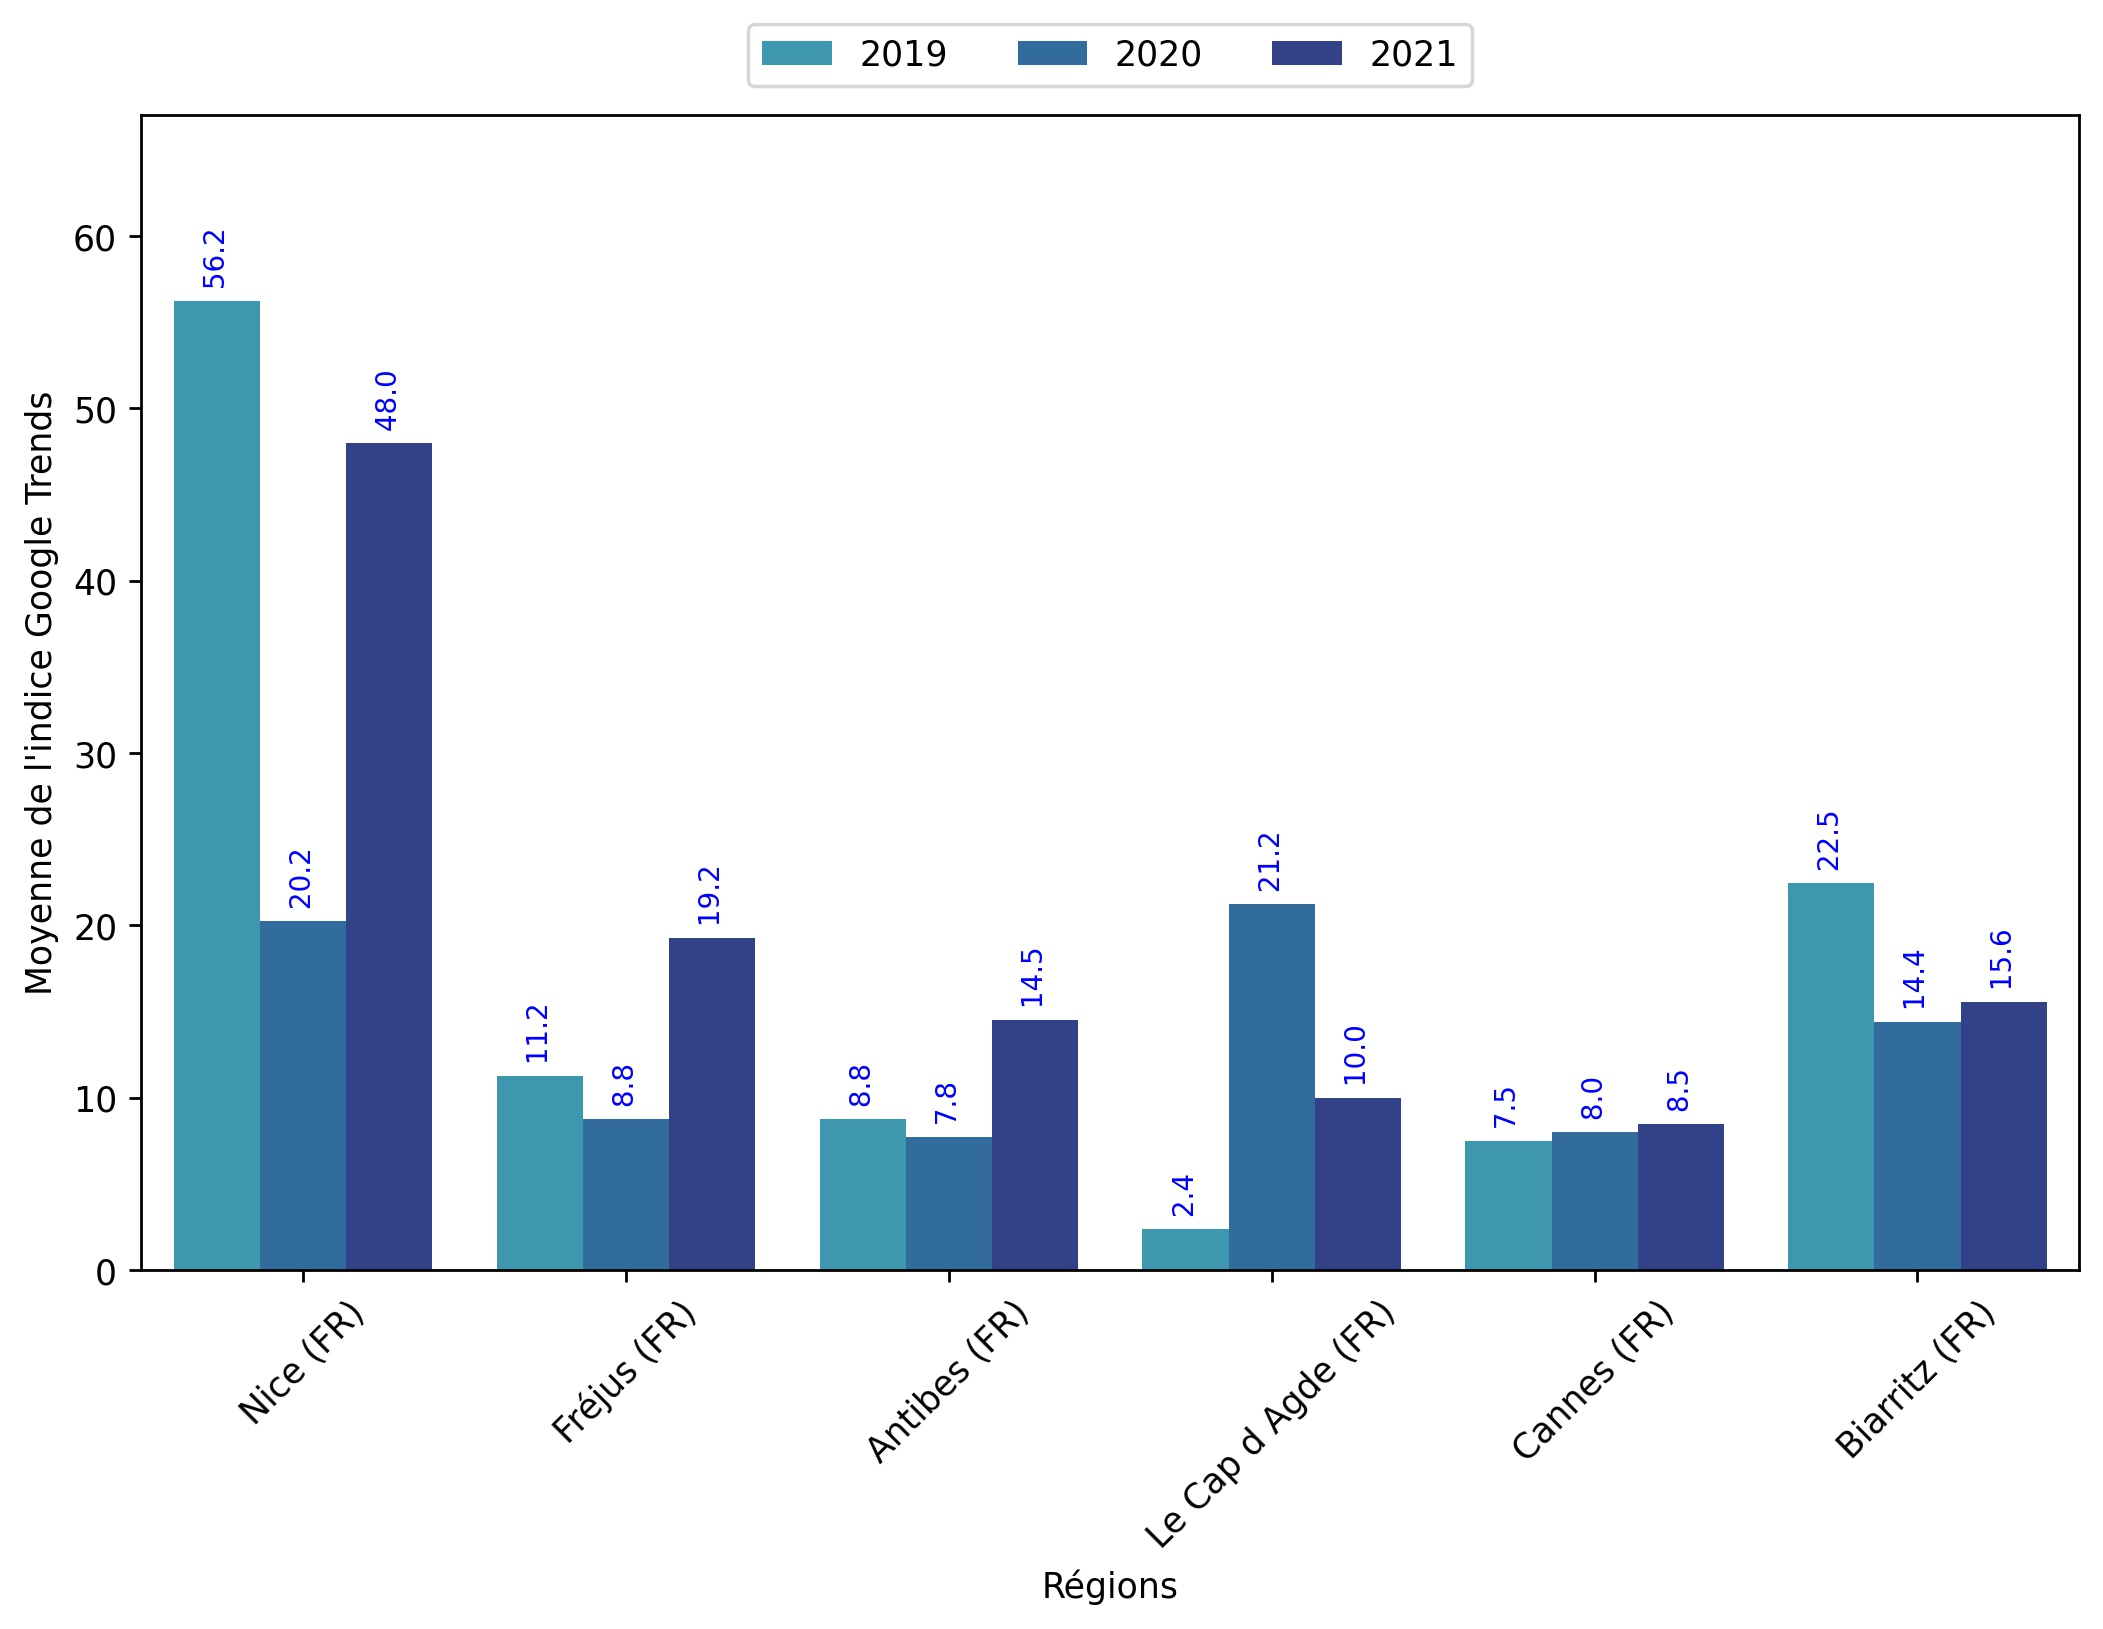 2019 2020 2021
Moyenne de l'indice Google Trends
60
50
40
30
20
10
0
56.2 20.2 48.0
11.2 8.8 19.2
8.8 7.8 14.5
2.4 21.2 10.0
7.5 8.0 8.5
22.5 14.4 15.6
Nice (FR)
Fréjus (FR)
Antibes (FR)
Le Cap d Agde (FR)
Cannes (FR)
Biarritz (FR)
Régions